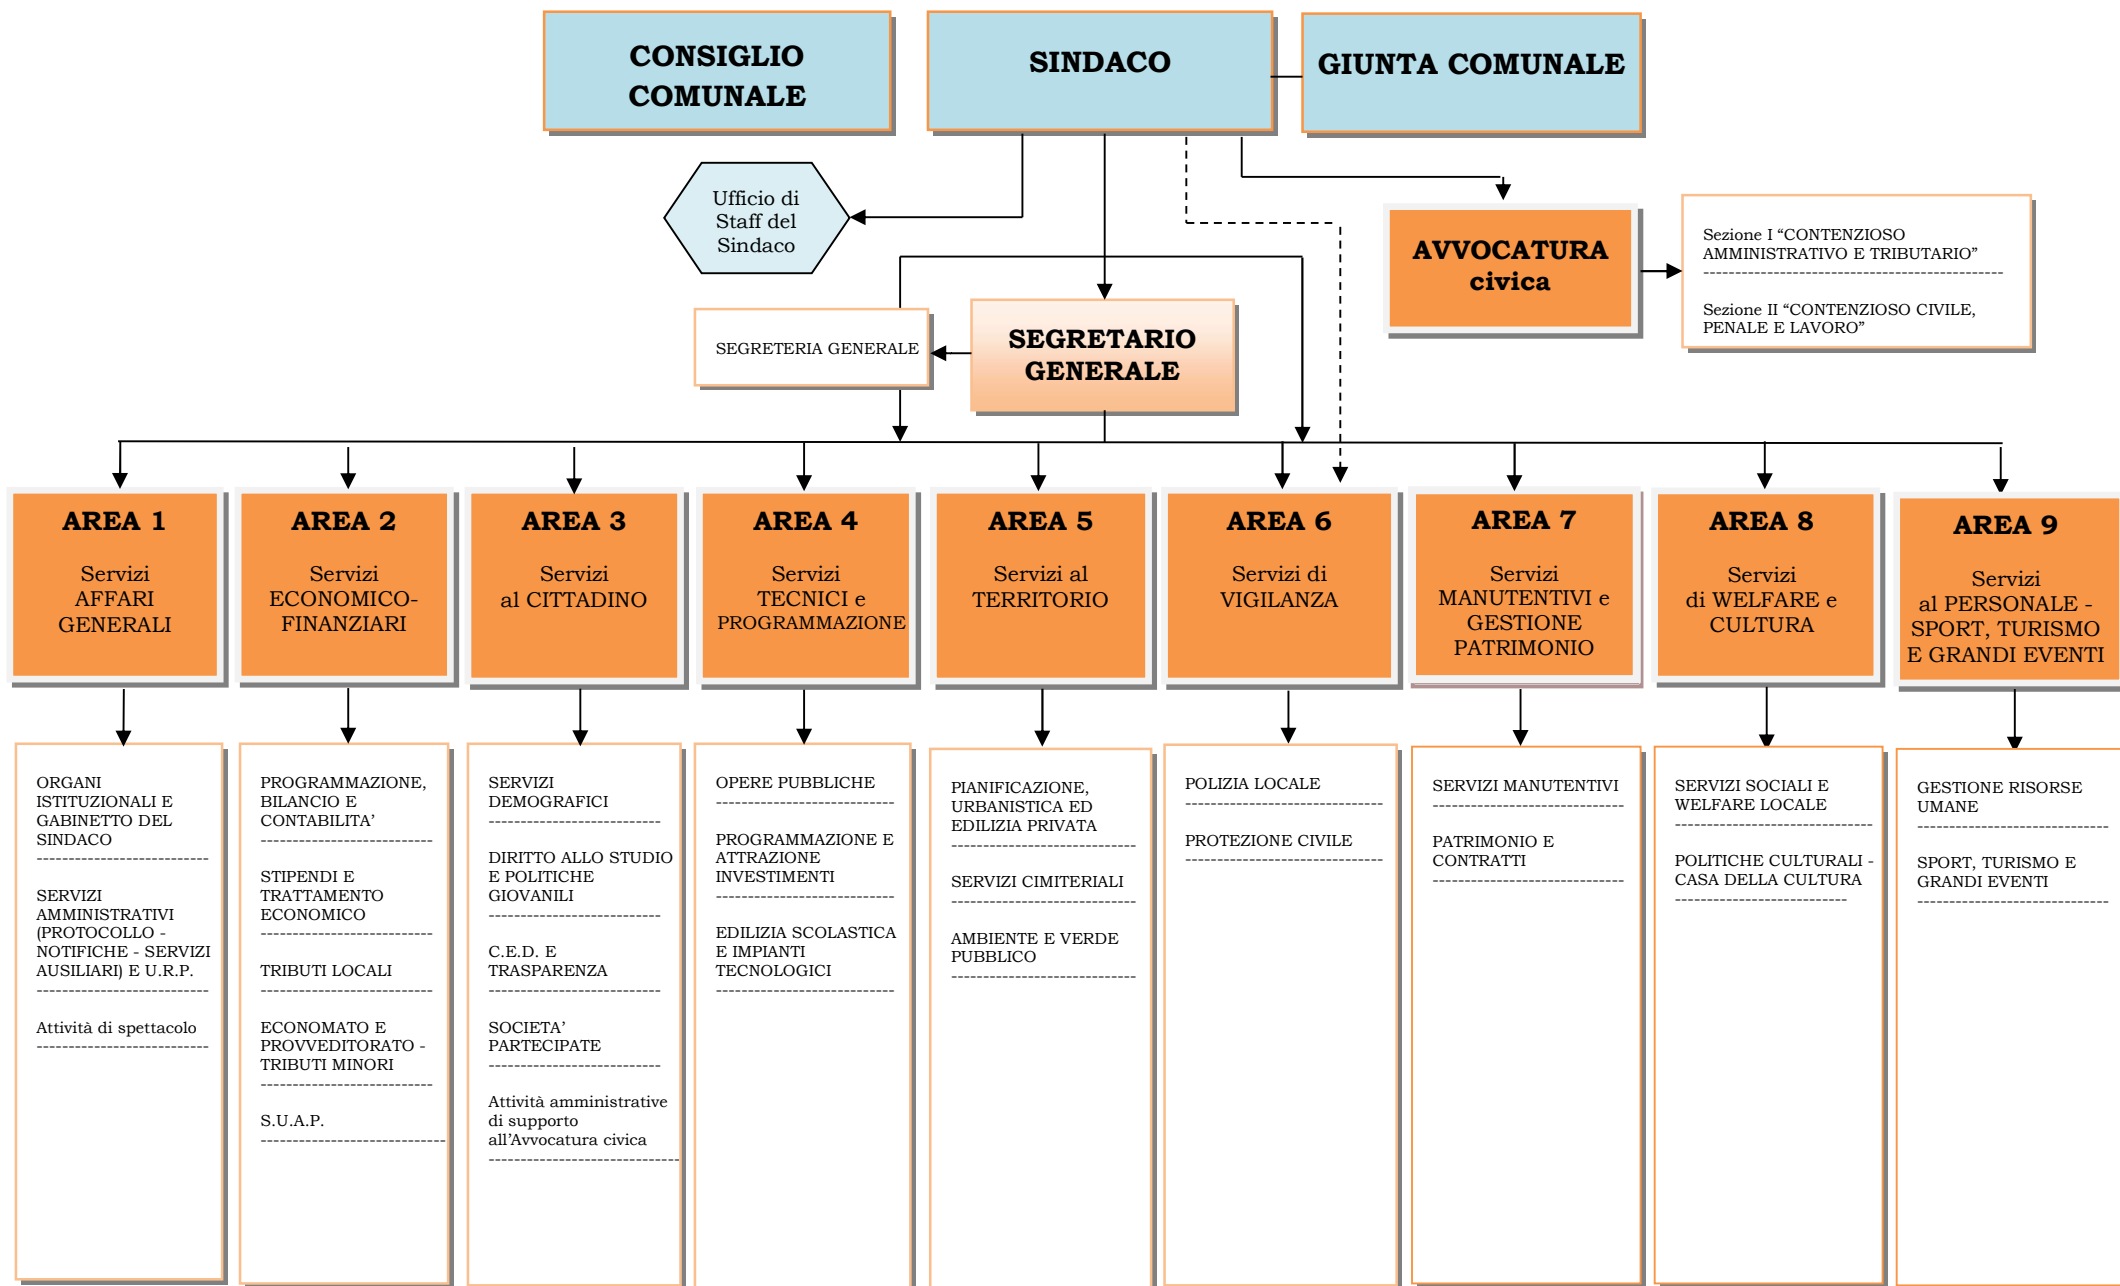 CONSIGLIO
COMUNALE
SINDACO
GIUNTA COMUNALE
Ufficio di
Staff del
Sindaco
AVVOCATURA
civica
Sezione I “CONTENZIOSO
AMMINISTRATIVO E TRIBUTARIO”
Sezione II “CONTENZIOSO CIVILE,
PENALE E LAVORO”
SEGRETERIA GENERALE
SEGRETARIO
GENERALE
AREA 1
Servizi
AFFARI
GENERALI
AREA 2
Servizi
ECONOMICO-
FINANZIARI
AREA 3
Servizi
al CITTADINO
AREA 4
Servizi
TECNICI e
PROGRAMMAZIONE
AREA 5
Servizi al
TERRITORIO
AREA 6
Servizi di
VIGILANZA
AREA 7
Servizi
MANUTENTIVI e
GESTIONE
PATRIMONIO
AREA 8
Servizi
di WELFARE e
CULTURA
AREA 9
Servizi
al PERSONALE -
SPORT, TURISMO
E GRANDI EVENTI
ORGANI
ISTITUZIONALI E
GABINETTO DEL
SINDACO
SERVIZI
AMMINISTRATIVI
(PROTOCOLLO -
NOTIFICHE - SERVIZI
AUSILIARI) E U.R.P.
Attività di spettacolo
PROGRAMMAZIONE,
BILANCIO E
CONTABILITA’
STIPENDI E
TRATTAMENTO
ECONOMICO
TRIBUTI LOCALI
ECONOMATO E
PROVVEDITORATO -
TRIBUTI MINORI
S.U.A.P.
SERVIZI
DEMOGRAFICI
DIRITTO ALLO STUDIO
E POLITICHE
GIOVANILI
C.E.D. E
TRASPARENZA
SOCIETA’
PARTECIPATE
Attività amministrative
di supporto
all’Avvocatura civica
OPERE PUBBLICHE
PROGRAMMAZIONE E
ATTRAZIONE
INVESTIMENTI
EDILIZIA SCOLASTICA
E IMPIANTI
TECNOLOGICI
PIANIFICAZIONE,
URBANISTICA ED
EDILIZIA PRIVATA
SERVIZI CIMITERIALI
AMBIENTE E VERDE
PUBBLICO
POLIZIA LOCALE
PROTEZIONE CIVILE
SERVIZI MANUTENTIVI
PATRIMONIO E
CONTRATTI
SERVIZI SOCIALI E
WELFARE LOCALE
POLITICHE CULTURALI -
CASA DELLA CULTURA
GESTIONE RISORSE
UMANE
SPORT, TURISMO E
GRANDI EVENTI